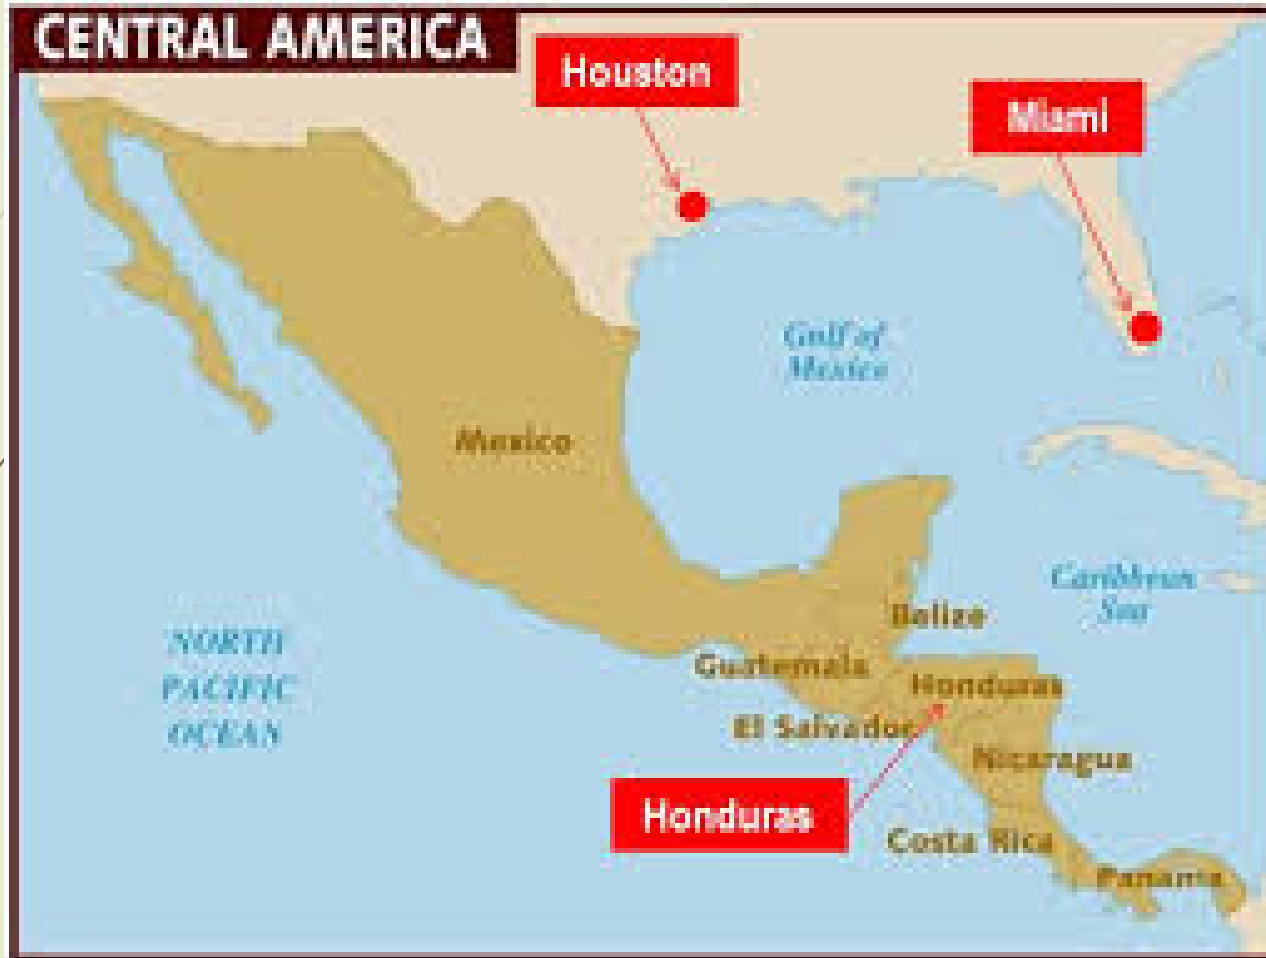 CENTRAL AMERICA
Houston
Miami
Gulf of
Mexico
Mexico
Caribbean
Sea
Belize
NORTH
PACIFIC
OCEAN
Guatemala
Honduras
El Salvador
Nicaragua
Honduras
Costa Rica
Panama